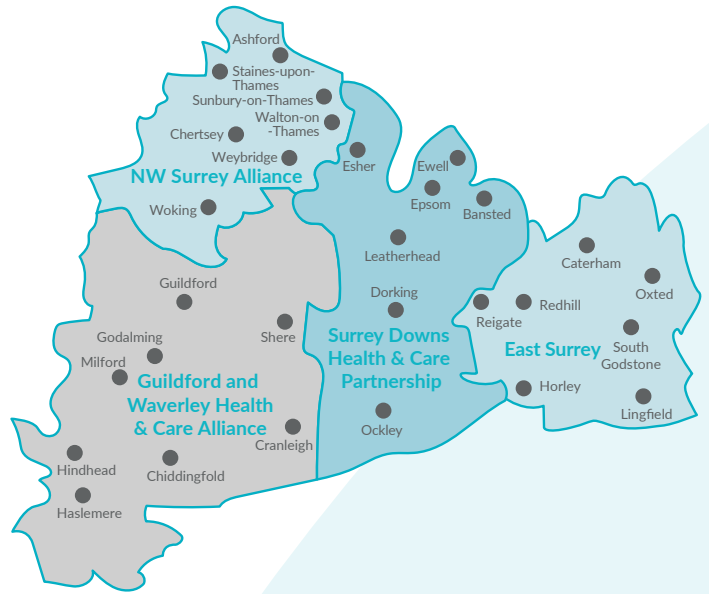 Ashford
Staines-upon-
Thames
Sunbury-on-Thames
Walton-on
-Thames
Chertsey
Weybridge
NW Surrey Alliance
Woking
Esher
Ewell
Epsom
Bansted
Leatherhead
Dorking
Surrey Downs
Health & Care
Partnership
Ockley
Caterham
Oxted
Redhill
Reigate
East Surrey
South
Godstone
Horley
Lingfield
Guildford
Shere
Godalming
Milford
Guildford and
Waverley Health
& Care Alliance
Cranleigh
Chiddingfold
Hindhead
Haslemere